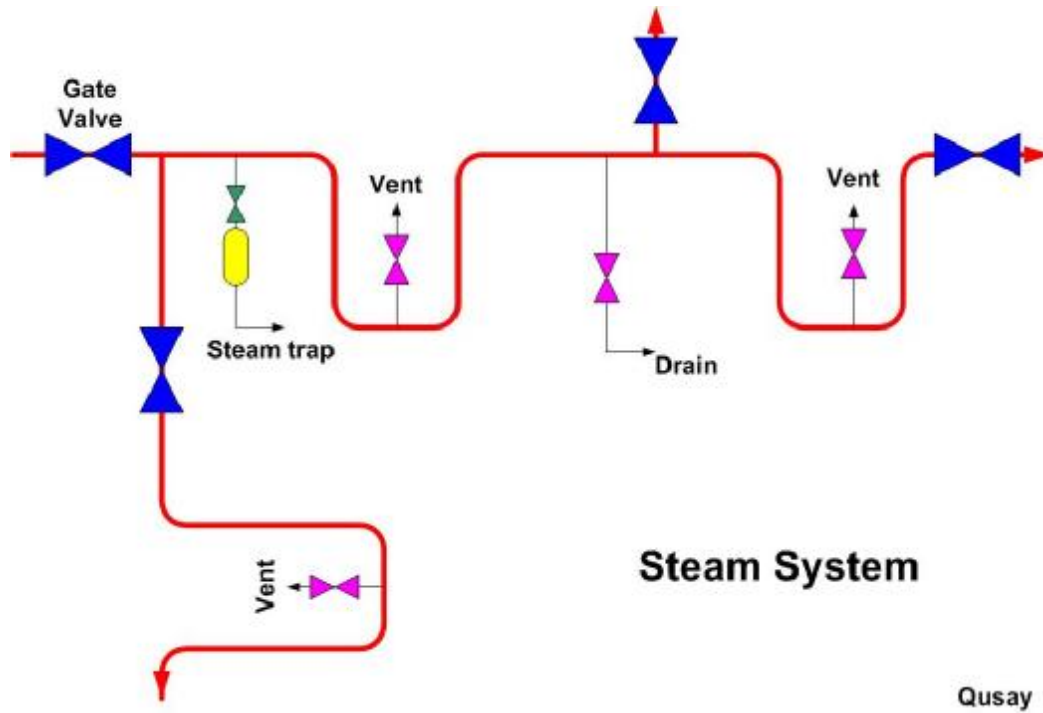 Gate
Valve
Vent
Vent
Steam trap
Drain
Vent
Steam System
Qusay